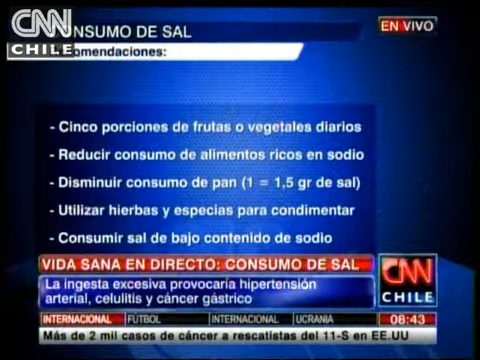 CNN
CHILE
ONSUMO DE SAL
EN VIVO
omendaciones:
- Cinco porciones de frutas o vegetales diarios
- Reducir consumo de alimentos ricos en sodio
- Disminuir consumo de pan (1 = 1,5 gr de sal)
- Utilizar hierbas y especias para condimentar
- Consumir sal de bajo contenido de sodio
VIDA SANA EN DIRECTO: CONSUMO DE SAL
La ingesta excesiva provocaría hipertensión
arterial, celulitis y cáncer gástrico
CNN
CHILE
INTERNACIONAL FÚTBOL INTERNACIONAL UCRANIA 08:43
Más de 2 mil casos de cáncer a rescatistas del 11-S en EE.UU